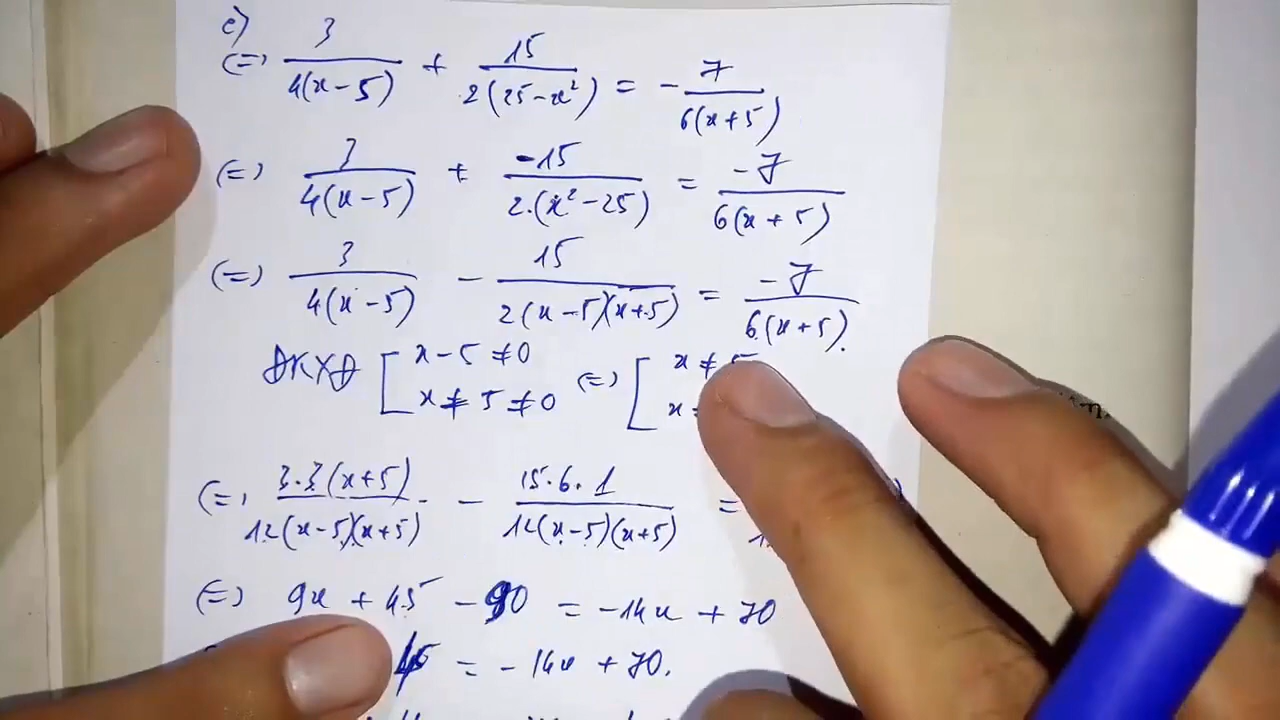 c)
(=) 3/4(x-5) + 15/2(25-x²) = - 7/6(x+5)
(=) 3/4(x-5) + -15/2.(x²-25) = -7/6(x+5)
(=) 3/4(x-5) - 15/2(x-5)(x+5) = -7/6(x+5).
ĐKXĐ [ x-5 ≠0 (=) [ x ≠ 5
x ≠ 5 ≠0 x
(=) 3.3(x+5)/12(x-5)(x+5) - 15.6.1/12(x-5)(x+5) =
(=) 9x + 45 - 90 = -14x + 70
45 = -14x + 70.